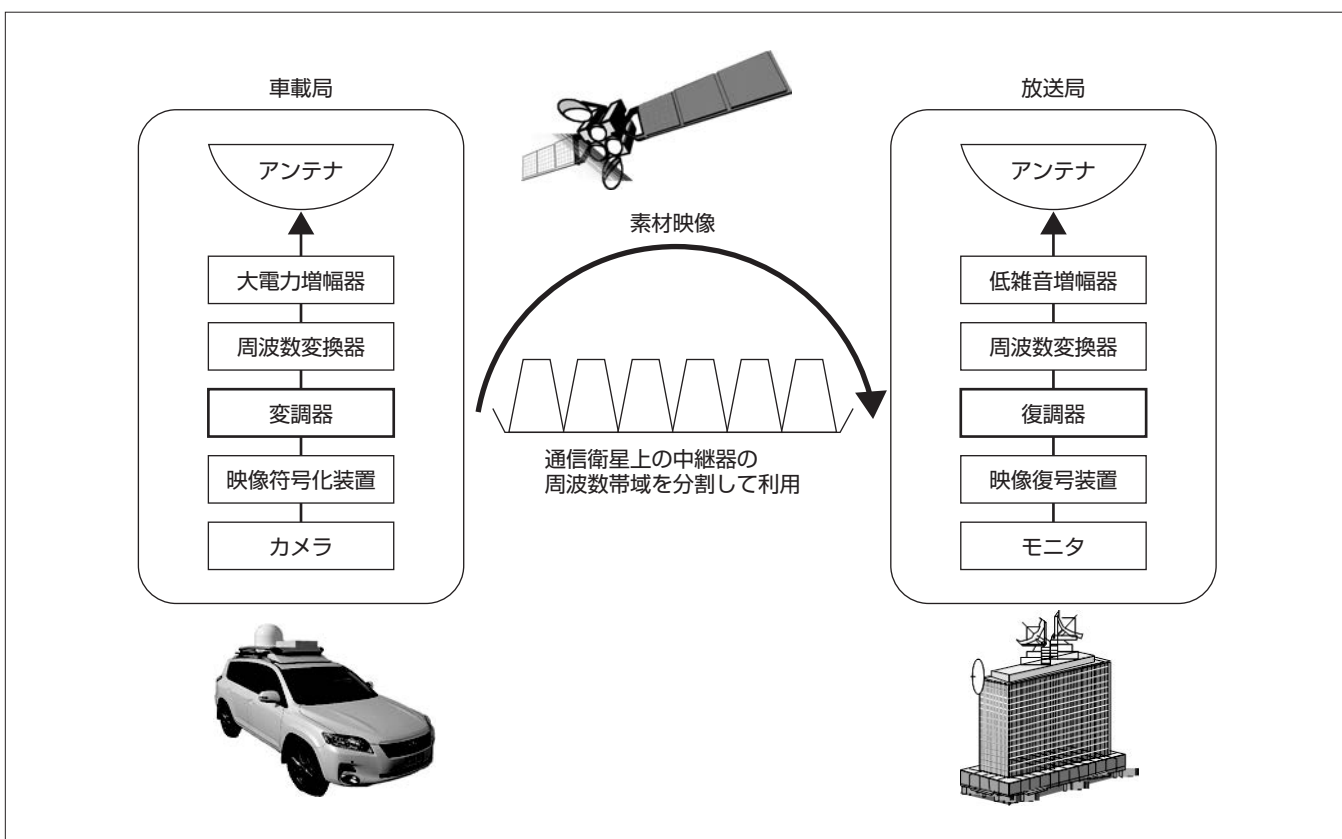 車載局
アンテナ
大電力増幅器
周波数変換器
変調器
映像符号化装置
カメラ
素材映像
通信衛星上の中継器の
周波数帯域を分割して利用
放送局
アンテナ
低雑音増幅器
周波数変換器
復調器
映像復号装置
モニタ